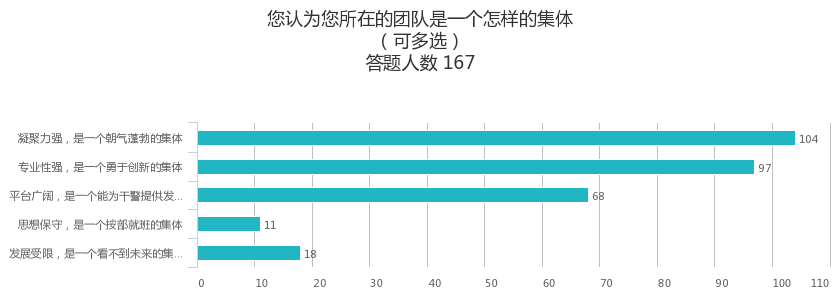 您认为您所在的团队是一个怎样的集体
（可多选）
答题人数 167
凝聚力强，是一个朝气蓬勃的集体
104
专业性强，是一个勇于创新的集体
97
平台广阔，是一个能为干警提供发...
68
思想保守，是一个按部就班的集体
11
发展受限，是一个看不到未来的集...
18
0 10 20 30 40 50 60 70 80 90 100 110